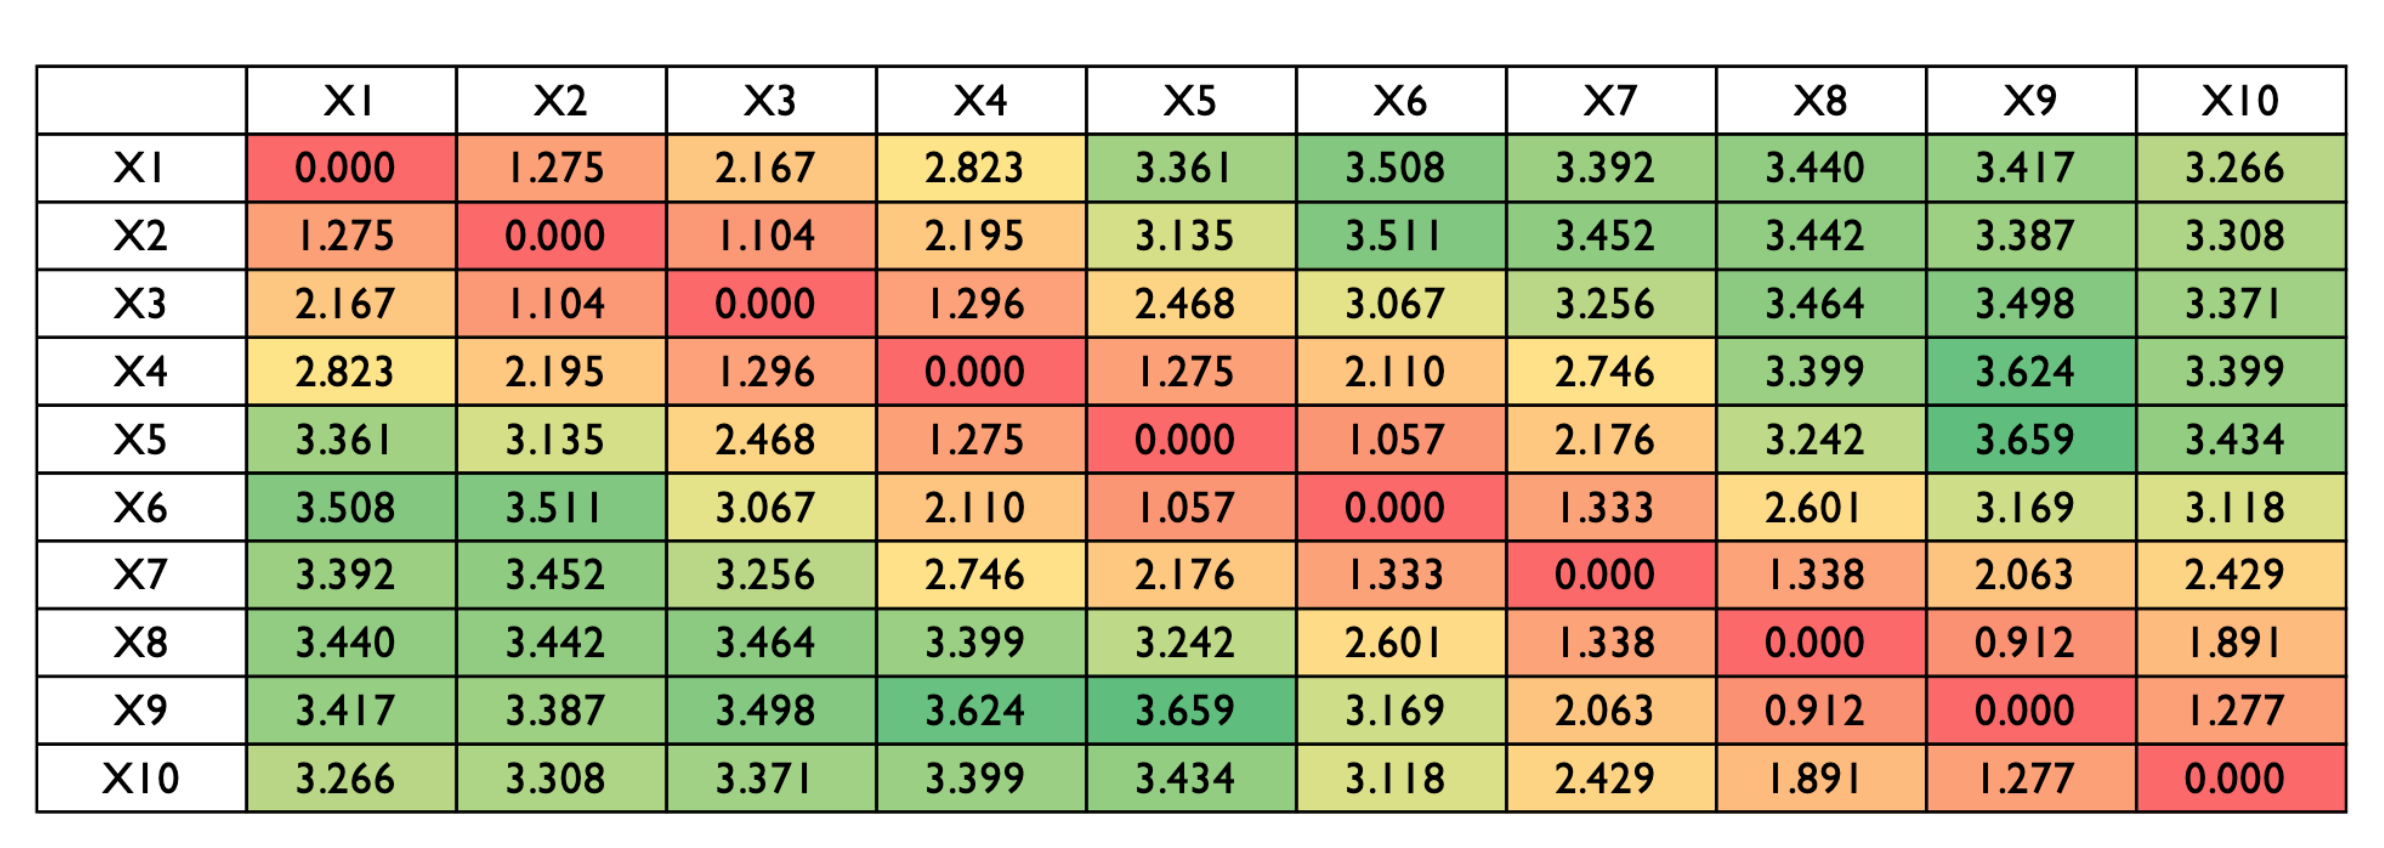 X1 X2 X3 X4 X5 X6 X7 X8 X9 X10
X1 0.000 1.275 2.167 2.823 3.361 3.508 3.392 3.440 3.417 3.266
X2 1.275 0.000 1.104 2.195 3.135 3.511 3.452 3.442 3.387 3.308
X3 2.167 1.104 0.000 1.296 2.468 3.067 3.256 3.464 3.498 3.371
X4 2.823 2.195 1.296 0.000 1.275 2.110 2.746 3.399 3.624 3.399
X5 3.361 3.135 2.468 1.275 0.000 1.057 2.176 3.242 3.659 3.434
X6 3.508 3.511 3.067 2.110 1.057 0.000 1.333 2.601 3.169 3.118
X7 3.392 3.452 3.256 2.746 2.176 1.333 0.000 1.338 2.063 2.429
X8 3.440 3.442 3.464 3.399 3.242 2.601 1.338 0.000 0.912 1.891
X9 3.417 3.387 3.498 3.624 3.659 3.169 2.063 0.912 0.000 1.277
X10 3.266 3.308 3.371 3.399 3.434 3.118 2.429 1.891 1.277 0.000